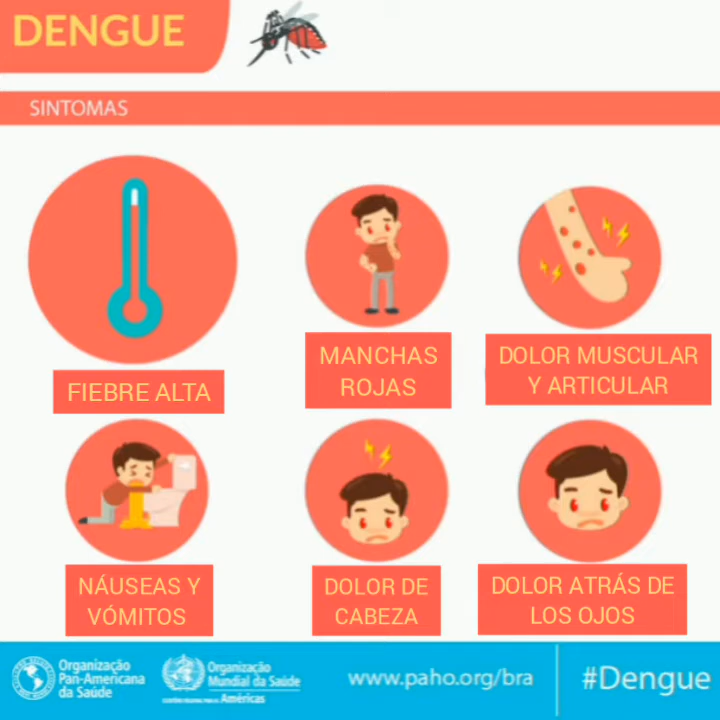 DENGUE
SINTOMAS
FIEBRE ALTA
MANCHAS
ROJAS
DOLOR MUSCULAR
Y ARTICULAR
NÁUSEAS Y
VÓMITOS
DOLOR DE
CABEZA
DOLOR ATRÁS DE
LOS OJOS
Organização
Pan-Americana
da Saúde
Organização
Mundial da Saúde
Américas
www.paho.org/bra
#Dengue